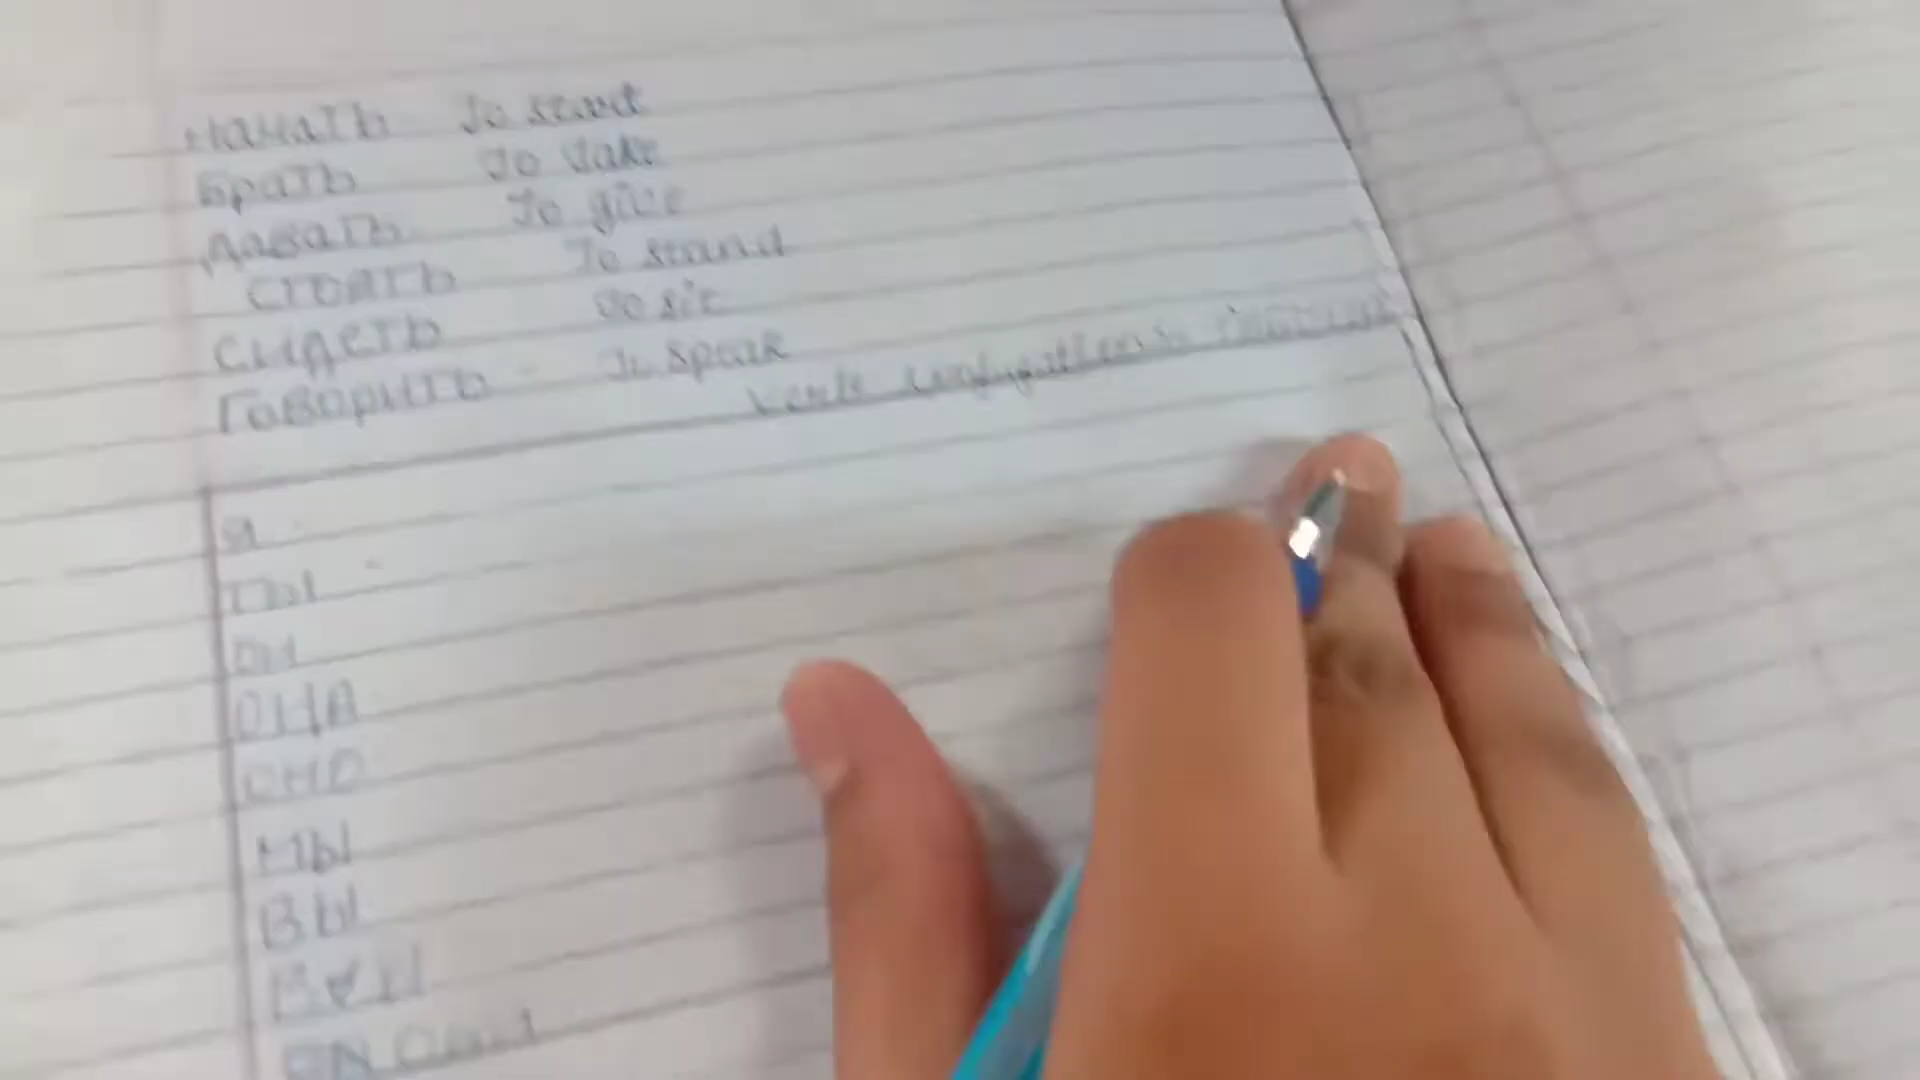 Начать To start
Брать To take
Давать To give
Стоять To stand
Сидеть To sit
Говорить To speak
Verb conjugations
я
ты
он
она
оно
мы
вы